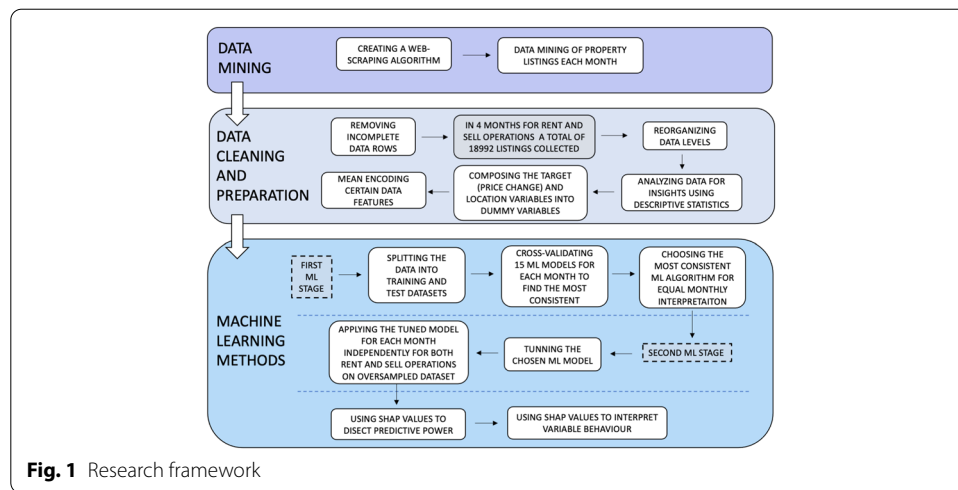 DATA
MINING
CREATING A WEB-
SCRAPING ALGORITHM
DATA MINING OF PROPERTY
LISTINGS EACH MONTH
DATA
CLEANING
AND
PREPARATION
REMOVING
INCOMPLETE
DATA ROWS
IN 4 MONTHS FOR RENT AND
SELL OPERATIONS A TOTAL OF
18992 LISTINGS COLLECTED
REORGANIZING
DATA LEVELS
ANALYZING DATA FOR
INSIGHTS USING
DESCRIPTIVE STATISTICS
COMPOSING THE TARGET
(PRICE CHANGE) AND
LOCATION VARIABLES INTO
DUMMY VARIABLES
MEAN ENCODING
CERTAIN DATA
FEATURES
MACHINE
LEARNING
METHODS
FIRST
ML
STAGE
SPLITTING THE
DATA INTO
TRAINING AND
TEST DATASETS
CROSS-VALIDATING
15 ML MODELS FOR
EACH MONTH TO
FIND THE MOST
CONSISTENT
CHOOSING THE
MOST CONSISTENT
ML ALGORITHM FOR
EQUAL MONTHLY
INTERPRETAITON
SECOND ML STAGE
TUNNING THE
CHOSEN ML MODEL
APPLYING THE TUNED MODEL
FOR EACH MONTH
INDEPENDENTLY FOR BOTH
RENT AND SELL OPERATIONS
ON OVERSAMPLED DATASET
USING SHAP VALUES TO
DISECT PREDICTIVE POWER
USING SHAP VALUES TO INTERPRET
VARIABLE BEHAVIOUR
Fig. 1 Research framework